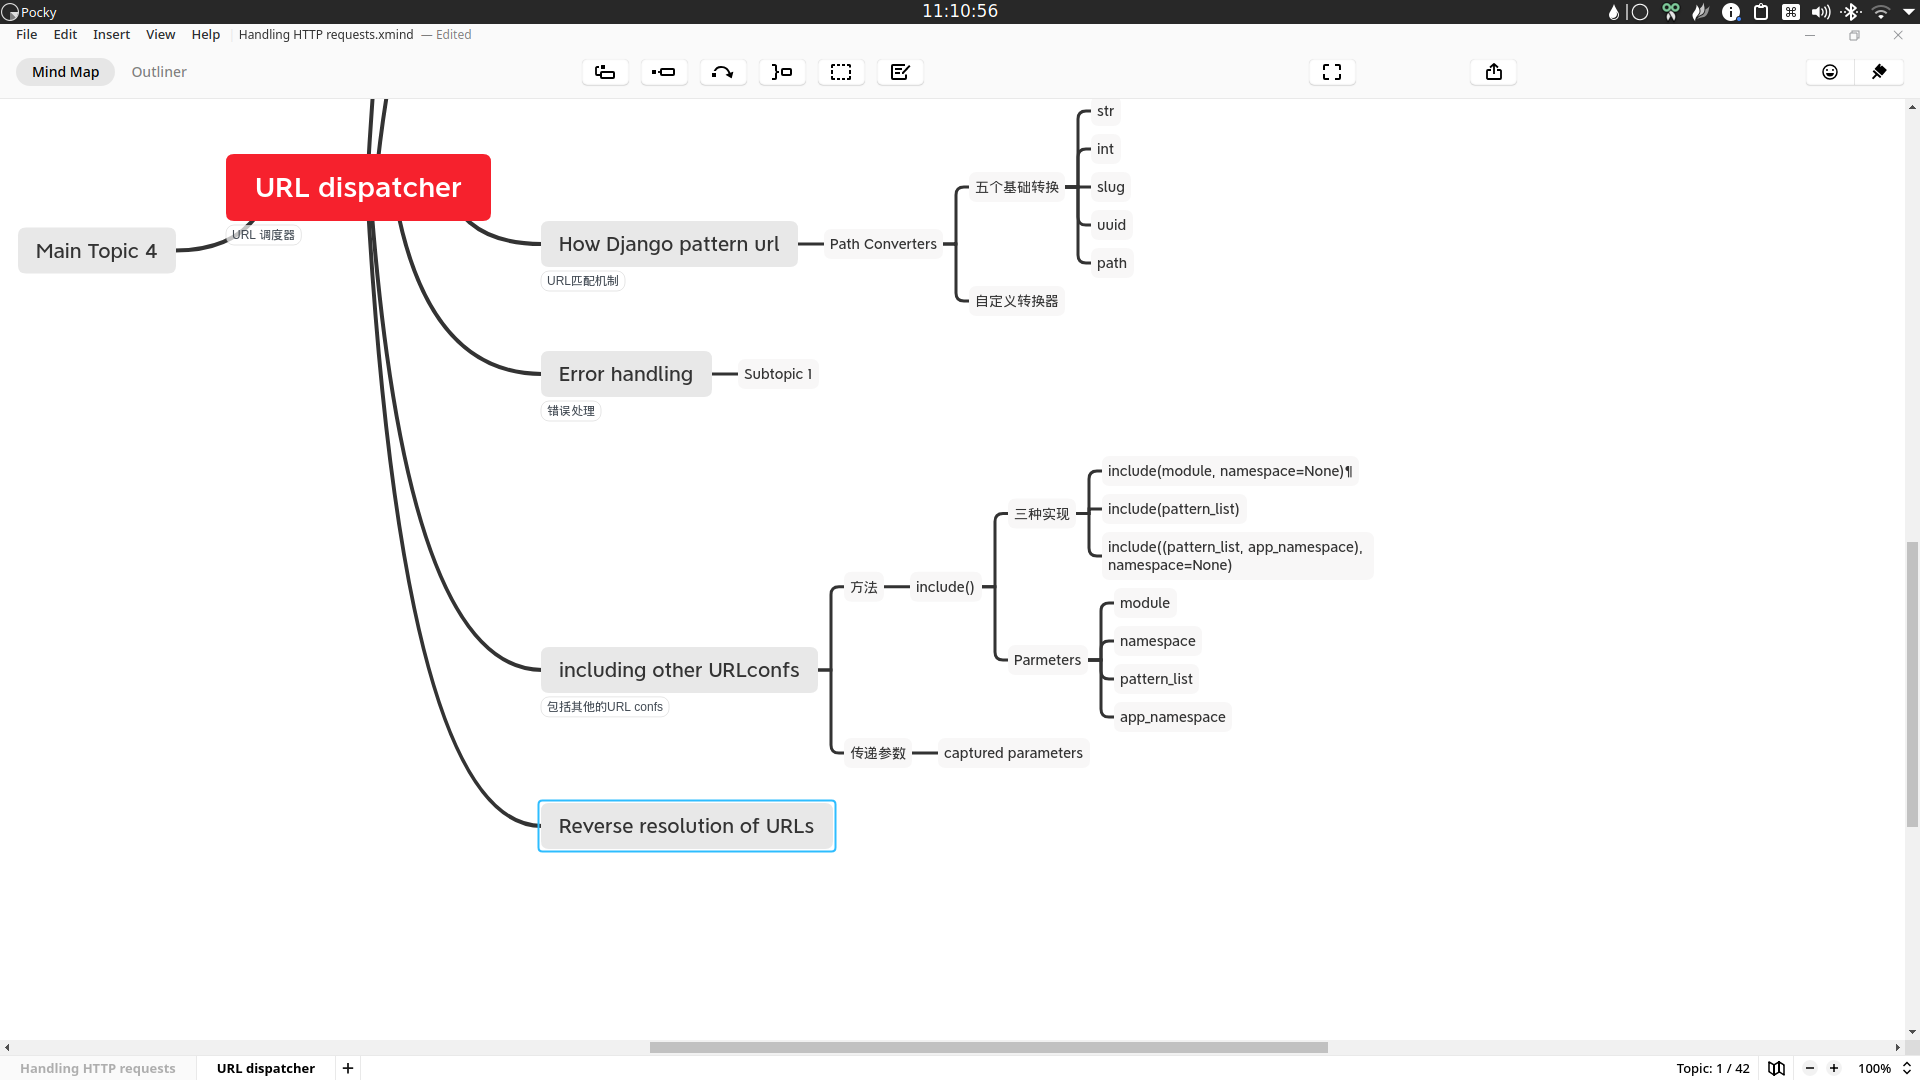 Pocky
11:10:56
File Edit Insert View Help Handling HTTP requests.xmind — Edited
Mind Map Outliner
URL dispatcher
URL 调度器
Main Topic 4
How Django pattern url
URL匹配机制
Path Converters
五个基础转换
str
int
slug
uuid
path
自定义转换器
Error handling
错误处理
Subtopic 1
including other URLconfs
包括其他的URL confs
方法
include()
三种实现
include(module, namespace=None)¶
include(pattern_list)
include((pattern_list, app_namespace),
namespace=None)
Parmeters
module
namespace
pattern_list
app_namespace
传递参数
captured parameters
Reverse resolution of URLs
Handling HTTP requests URL dispatcher
Topic: 1 / 42 100%